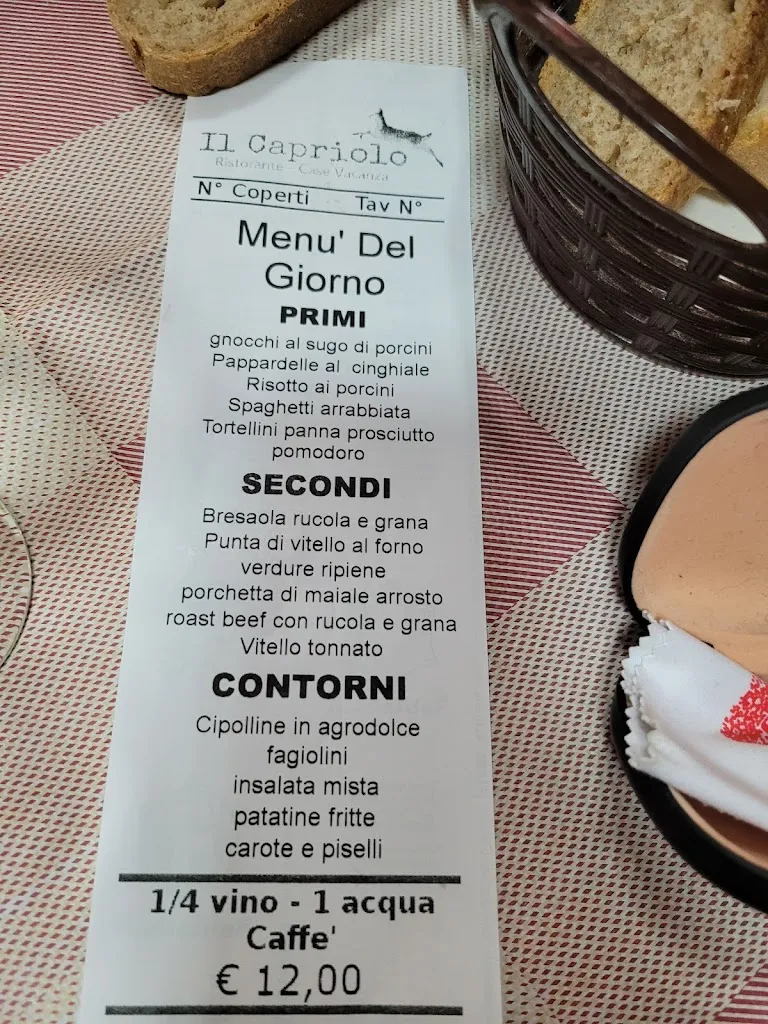 Il Capriolo
Ristorante - Case Vacanza
N° Coperti Tav N°
Menu' Del
Giorno
PRIMI
gnocchi al sugo di porcini
Pappardelle al cinghiale
Risotto ai porcini
Spaghetti arrabbiata
Tortellini panna prosciutto
pomodoro
SECONDI
Bresaola rucola e grana
Punta di vitello al forno
verdure ripiene
porchetta di maiale arrosto
roast beef con rucola e grana
Vitello tonnato
CONTORNI
Cipolline in agrodolce
fagiolini
insalata mista
patatine fritte
carote e piselli
1/4 vino - 1 acqua
Caffe'
€ 12,00